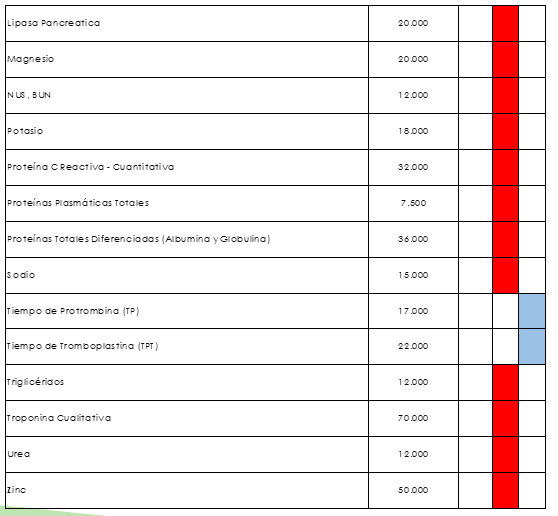 Lipasa Pancreatica 20.000
Magnesio 20.000
NUS, BUN 12.000
Potasio 18.000
Proteína C Reactiva - Cuantitativa 32.000
Proteínas Plasmáticas Totales 7.500
Proteínas Totales Diferenciadas (Albumina y Globulina) 36.000
Sodio 15.000
Tiempo de Protrombina (TP) 17.000
Tiempo de Tromboplastina (TPT) 22.000
Triglicéridos 12.000
Troponina Cualitativa 70.000
Urea 12.000
Zinc 50.000